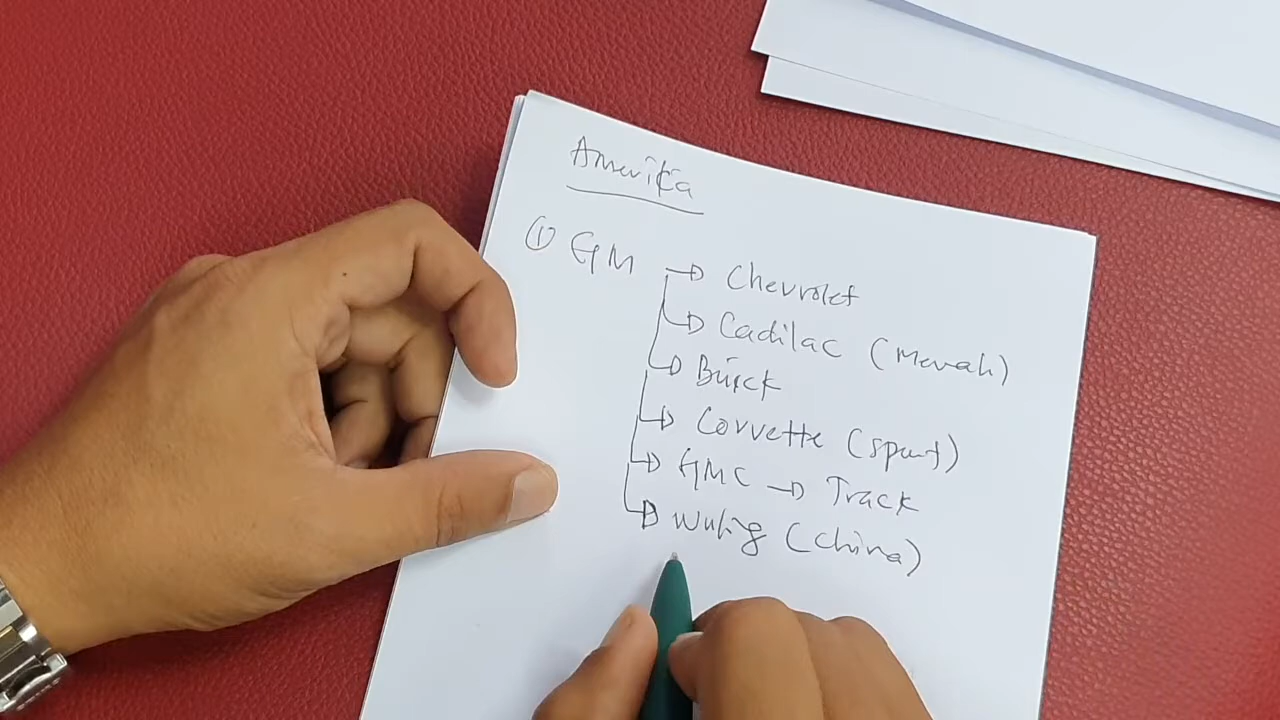 Amerika
① GM → Chevrolet
→ Cadilac (Mewah)
→ Buick
→ Corvette (sport)
→ GMC → Track
→ Wuling (China)